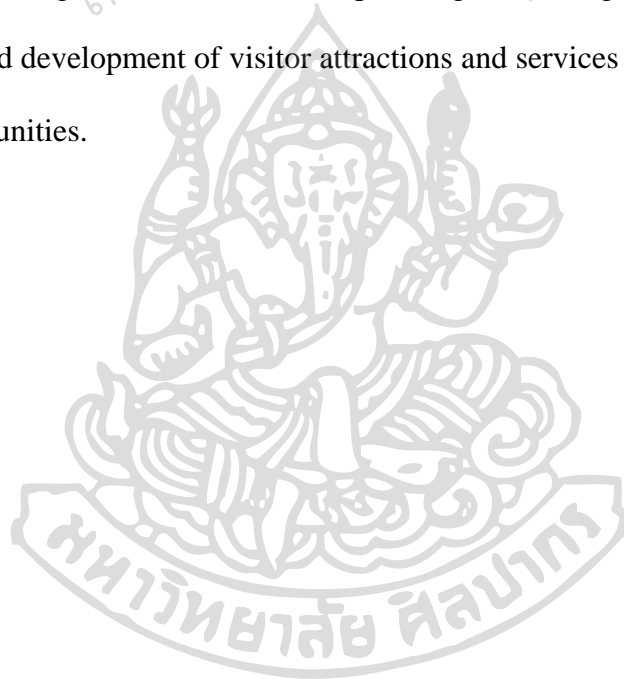 d development of visitor attractions and services
unities.
มหาวิทยาลัย ศิลปากร